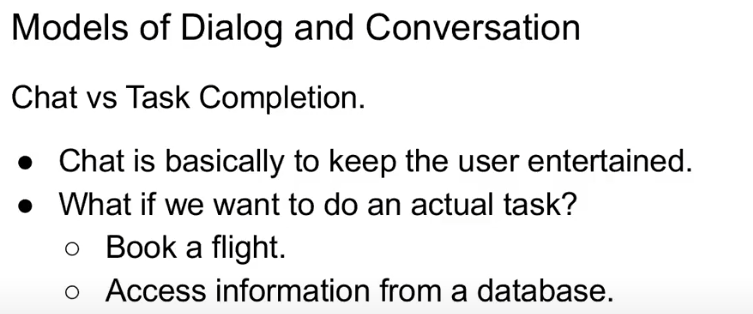 Models of Dialog and Conversation
Chat vs Task Completion.
● Chat is basically to keep the user entertained.
● What if we want to do an actual task?
○ Book a flight.
○ Access information from a database.